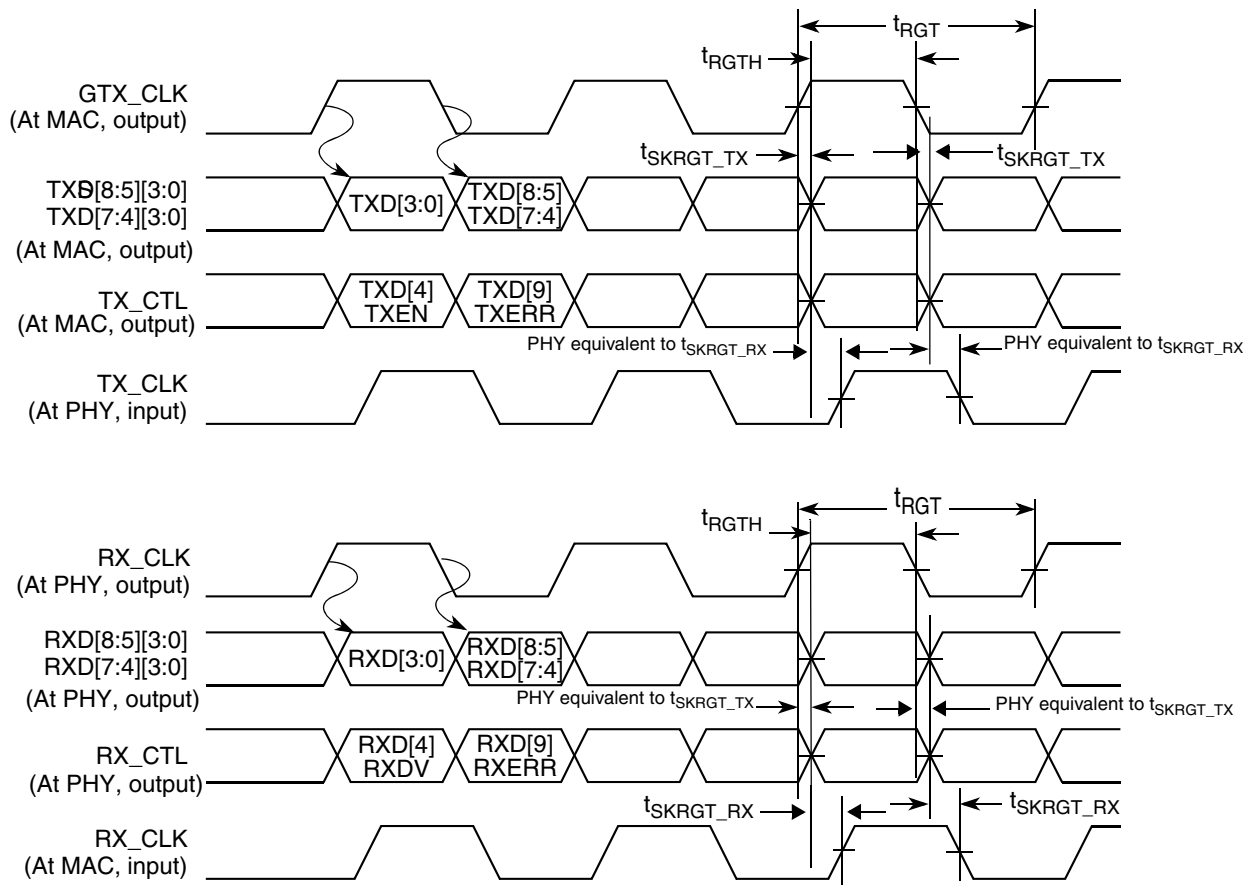 tRGT
tRGTH
GTX_CLK
(At MAC, output)
tSKRGT_TX
tSKRGT_TX
TXD[8:5][3:0]
TXD[7:4][3:0]
(At MAC, output)
TXD[3:0]
TXD[8:5]
TXD[7:4]
TX_CTL
(At MAC, output)
TXD[4]
TXEN
TXD[9]
TXERR
PHY equivalent to tSKRGT_RX
PHY equivalent to tSKRGT_RX
TX_CLK
(At PHY, input)
tRGT
tRGTH
RX_CLK
(At PHY, output)
RXD[8:5][3:0]
RXD[7:4][3:0]
(At PHY, output)
RXD[3:0]
RXD[8:5]
RXD[7:4]
PHY equivalent to tSKRGT_TX
PHY equivalent to tSKRGT_TX
RX_CTL
(At PHY, output)
RXD[4]
RXDV
RXD[9]
RXERR
tSKRGT_RX
tSKRGT_RX
RX_CLK
(At MAC, input)